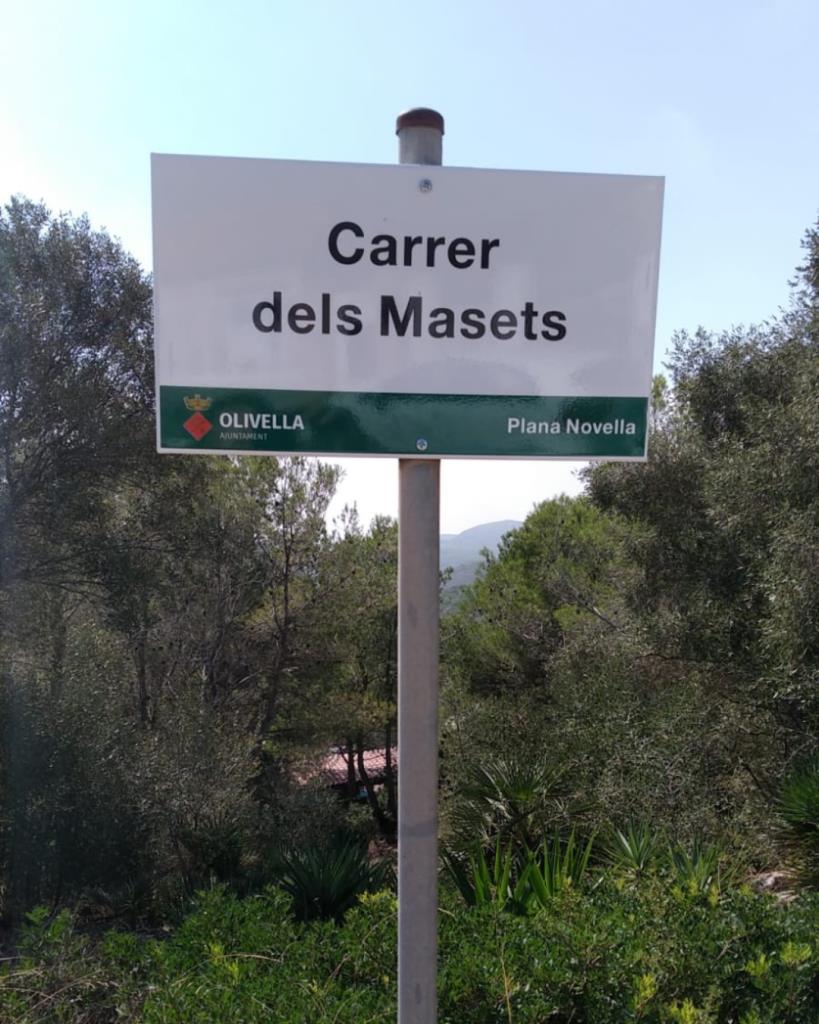 Carrer
dels Masets
OLIVELLA
AJUNTAMENT
Plana Novella